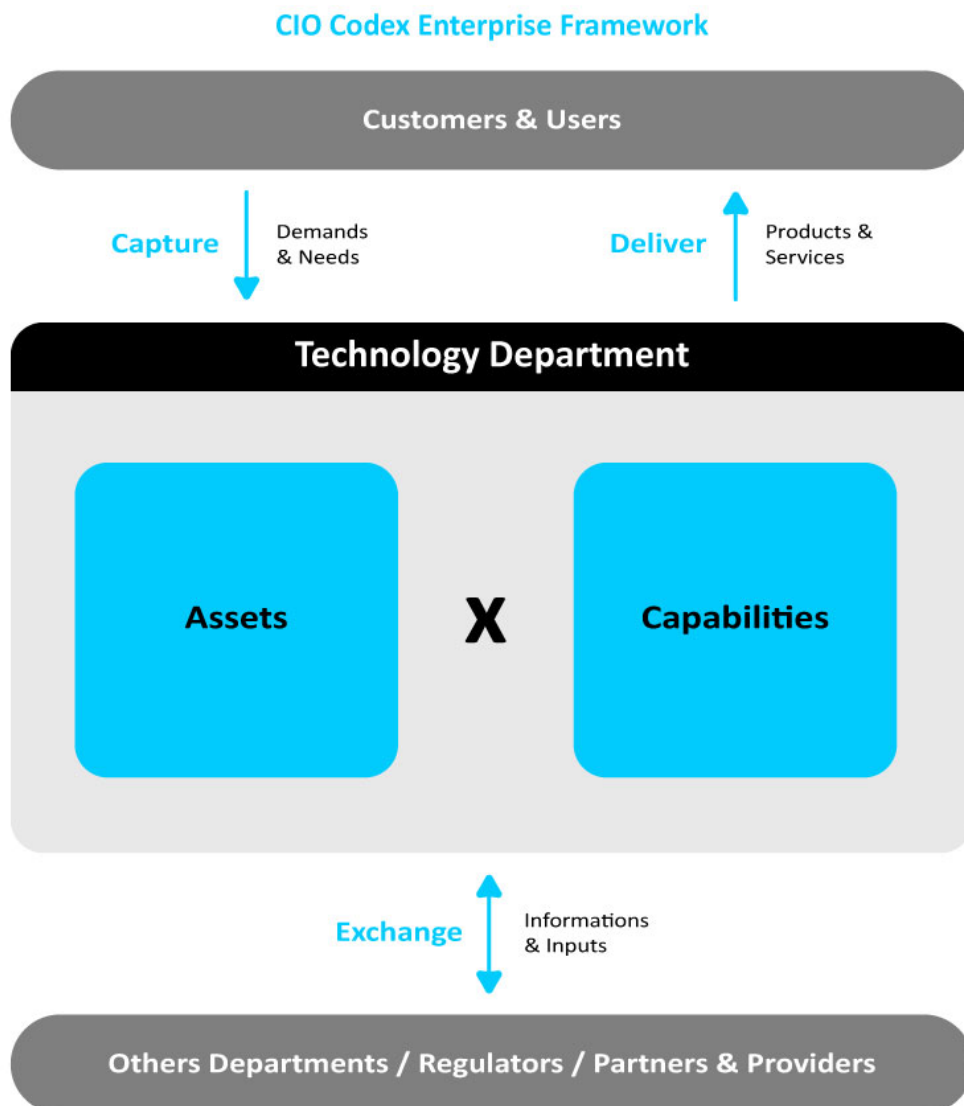 CIO Codex Enterprise Framework
Customers & Users
Capture
Demands
& Needs
Deliver
Products &
Services
Technology Department
Assets
X
Capabilities
Exchange
Informations
& Inputs
Others Departments / Regulators / Partners & Providers